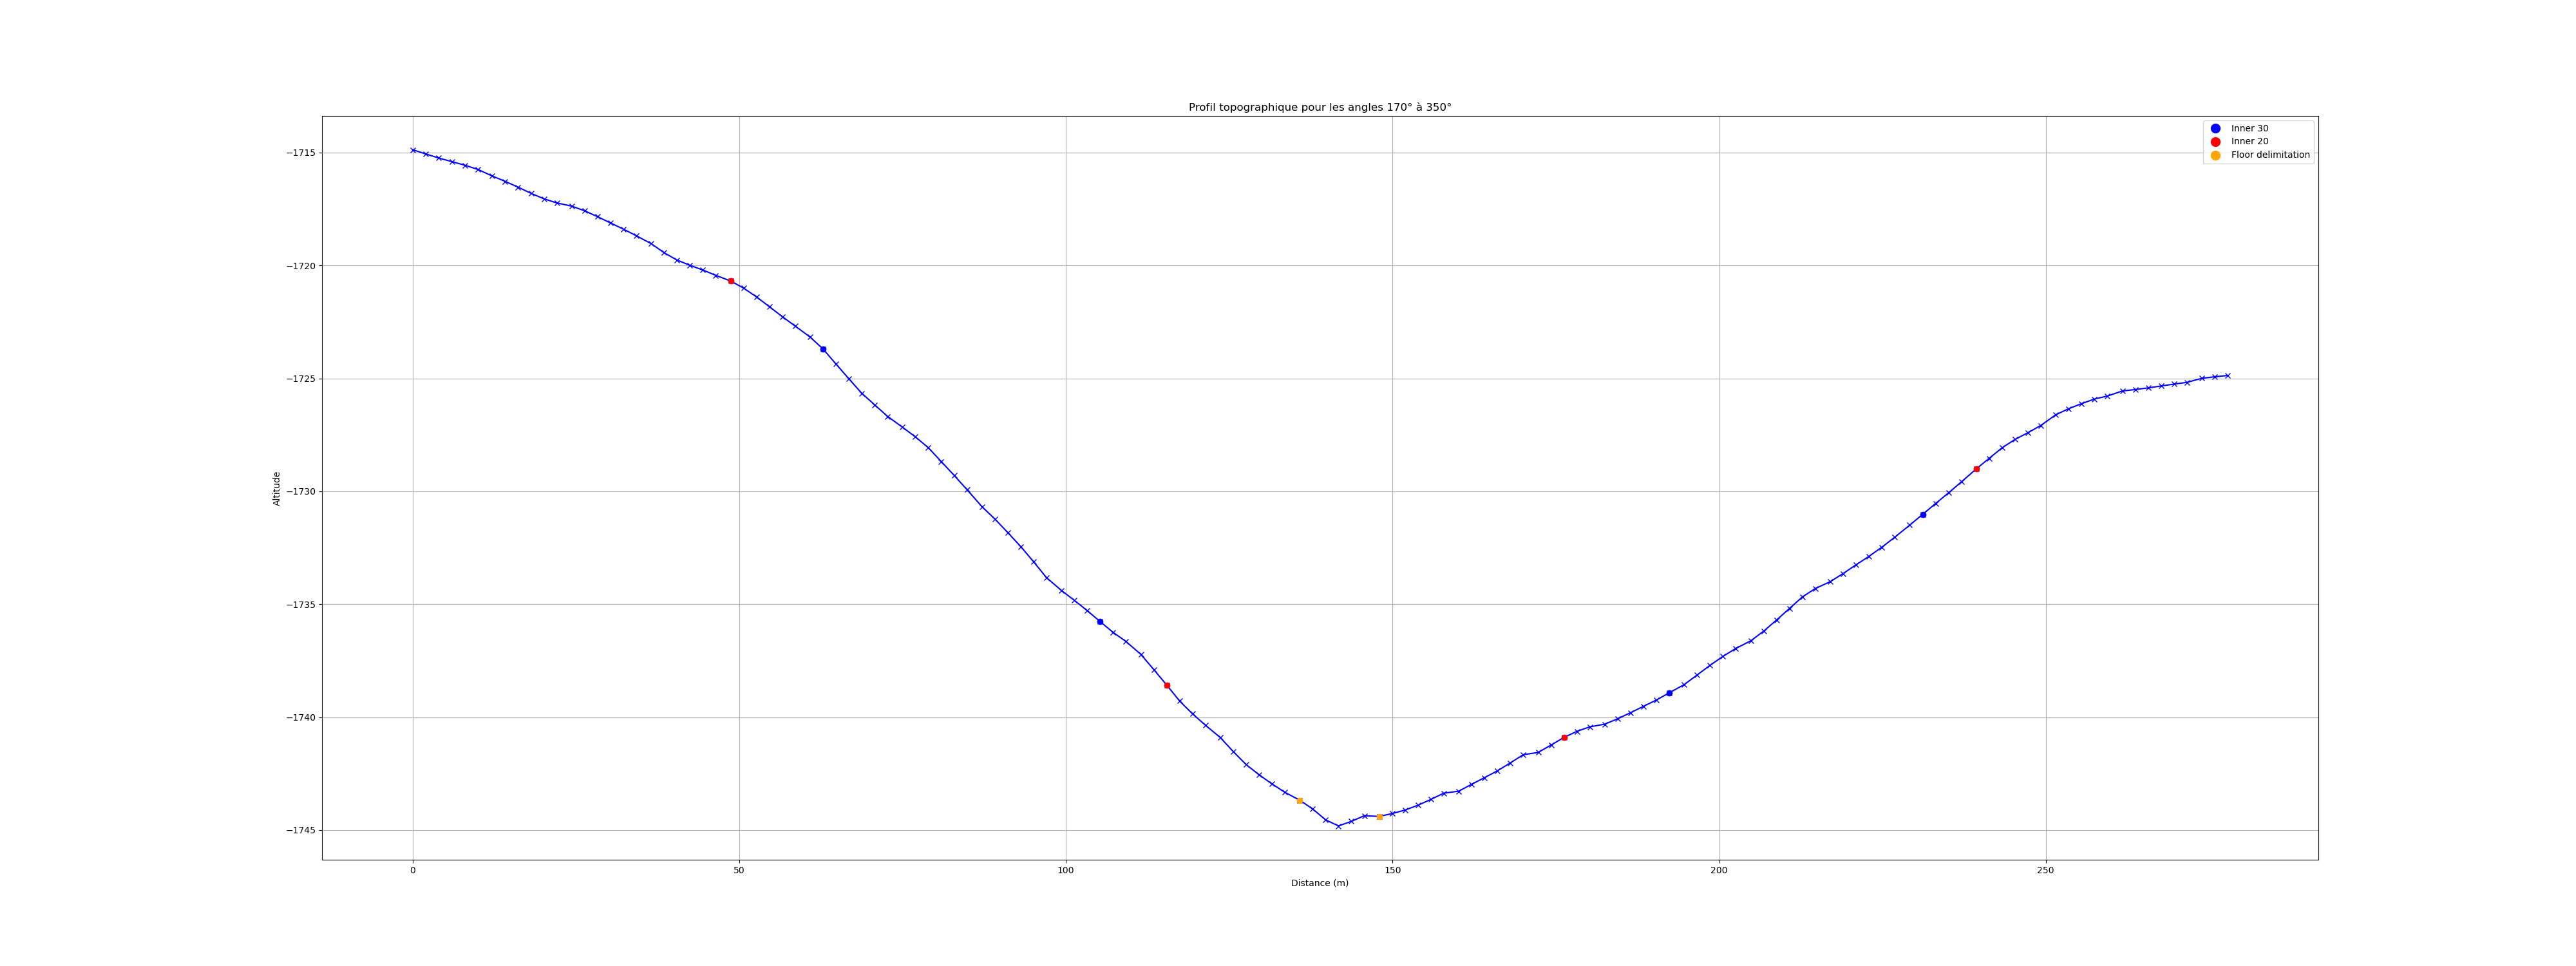 Profil topographique pour les angles 170° à 350°
Inner 30
Inner 20
Floor delimitation
−1715
−1720
−1725
−1730
−1735
−1740
−1745
Altitude
0 50 100 150 200 250
Distance (m)